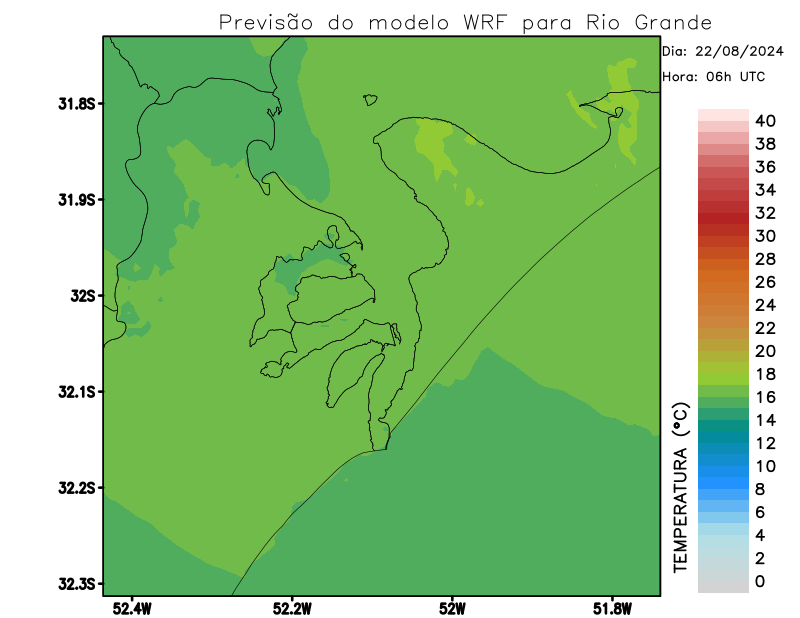 Previsão do modelo WRF para Rio Grande
Dia: 22/08/2024
Hora: 06h UTC
31.8S
31.9S
32S
32.1S
32.2S
32.3S
52.4W
52.2W
52W
51.8W
TEMPERATURA (°C)
40
38
36
34
32
30
28
26
24
22
20
18
16
14
12
10
8
6
4
2
0